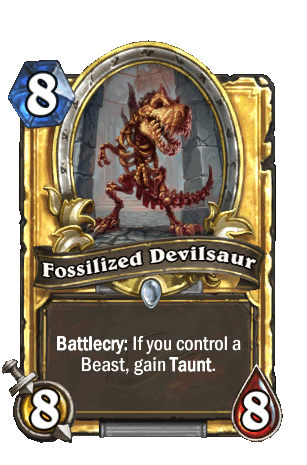 8
Fossilized Devilsaur
Battlecry: If you control a
Beast, gain Taunt.
8
8